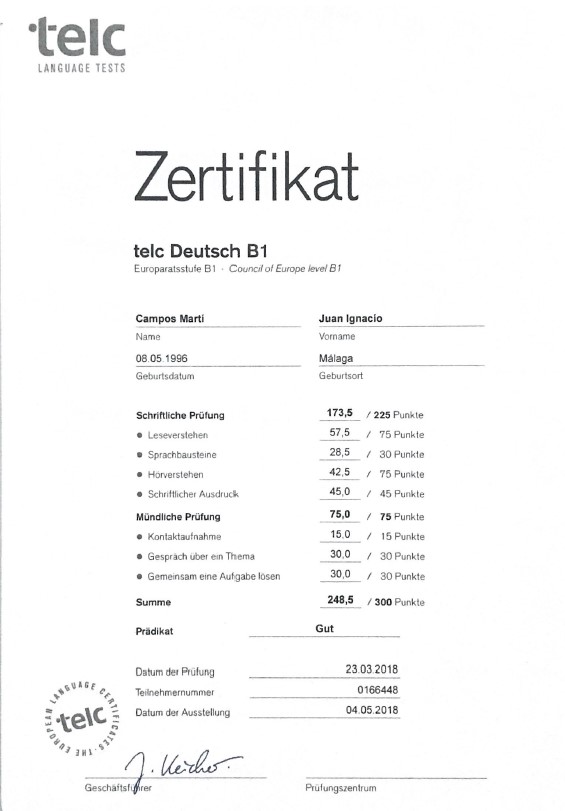 telc
LANGUAGE TESTS
Zertifikat
telc Deutsch B1
Europaratsstufe B1 · Council of Europe level B1
Campos Martí Juan Ignacio
Name Vorname
08.05.1996 Málaga
Geburtsdatum Geburtsort
Schriftliche Prüfung 173,5 / 225 Punkte
● Leseverstehen 57,5 / 75 Punkte
● Sprachbausteine 28,5 / 30 Punkte
● Hörverstehen 42,5 / 75 Punkte
● Schriftlicher Ausdruck 45,0 / 45 Punkte
Mündliche Prüfung 75,0 / 75 Punkte
● Kontaktaufnahme 15,0 / 15 Punkte
● Gespräch über ein Thema 30,0 / 30 Punkte
● Gemeinsam eine Aufgabe lösen 30,0 / 30 Punkte
Summe 248,5 / 300 Punkte
Prädikat Gut
Datum der Prüfung 23.03.2018
Teilnehmernummer 0166448
Datum der Ausstellung 04.05.2018
telc
THE EUROPEAN LANGUAGE CERTIFICATES
Geschäftsführer Prüfungszentrum